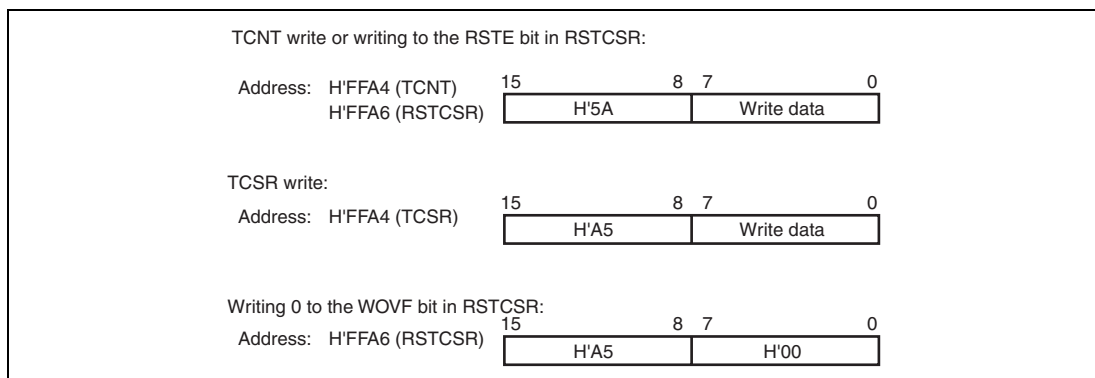 TCNT write or writing to the RSTE bit in RSTCSR:
Address: H'FFA4 (TCNT) 15 8 7 0
H'FFA6 (RSTCSR) H'5A Write data
TCSR write:
15 8 7 0
Address: H'FFA4 (TCSR) H'A5 Write data
Writing 0 to the WOVF bit in RSTCSR:
15 8 7 0
Address: H'FFA6 (RSTCSR) H'A5 H'00